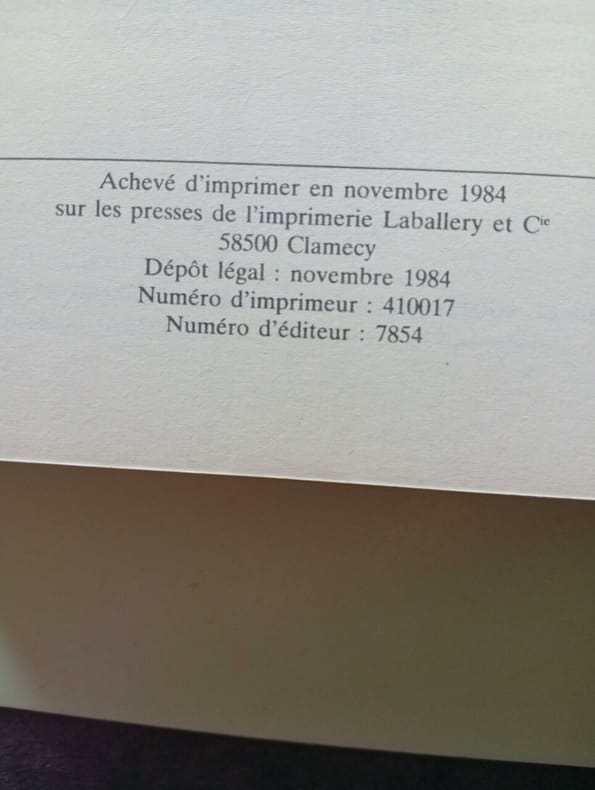 Achevé d'imprimer en novembre 1984
sur les presses de l'imprimerie Laballery et Cie
58500 Clamecy
Dépôt légal : novembre 1984
Numéro d'imprimeur : 410017
Numéro d'éditeur : 7854